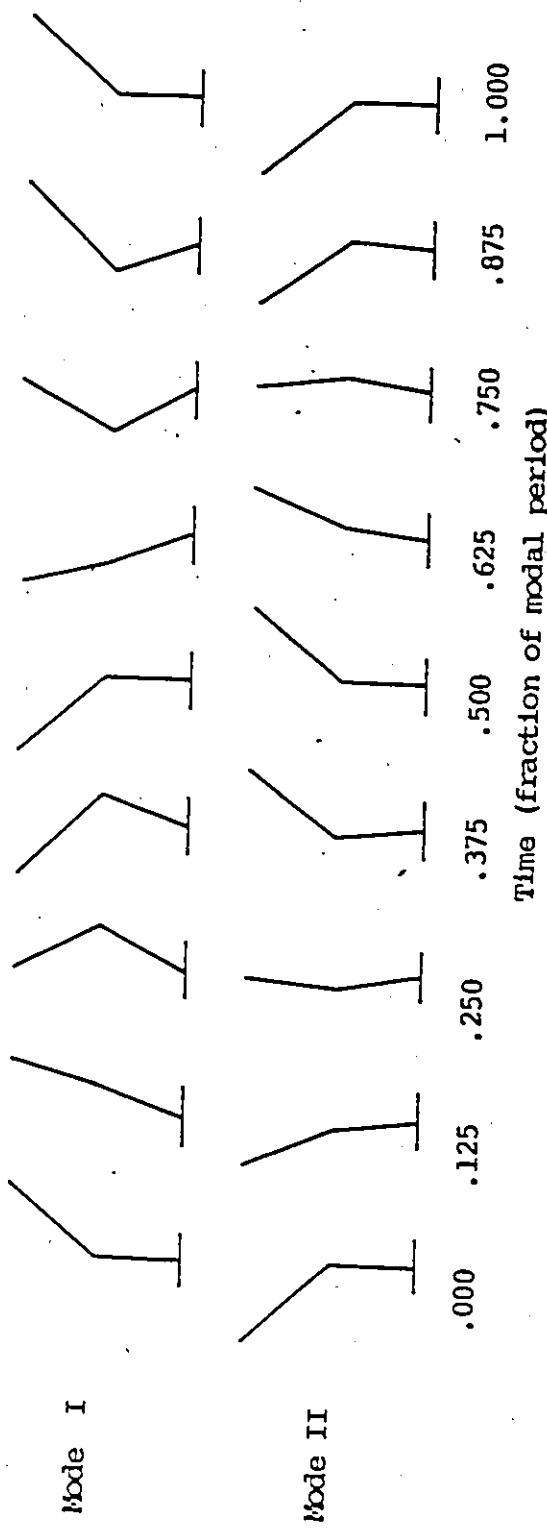 Mode I
Mode II
.000 .125 .250 .375 .500 .625 .750 .875 1.000
Time (fraction of modal period)